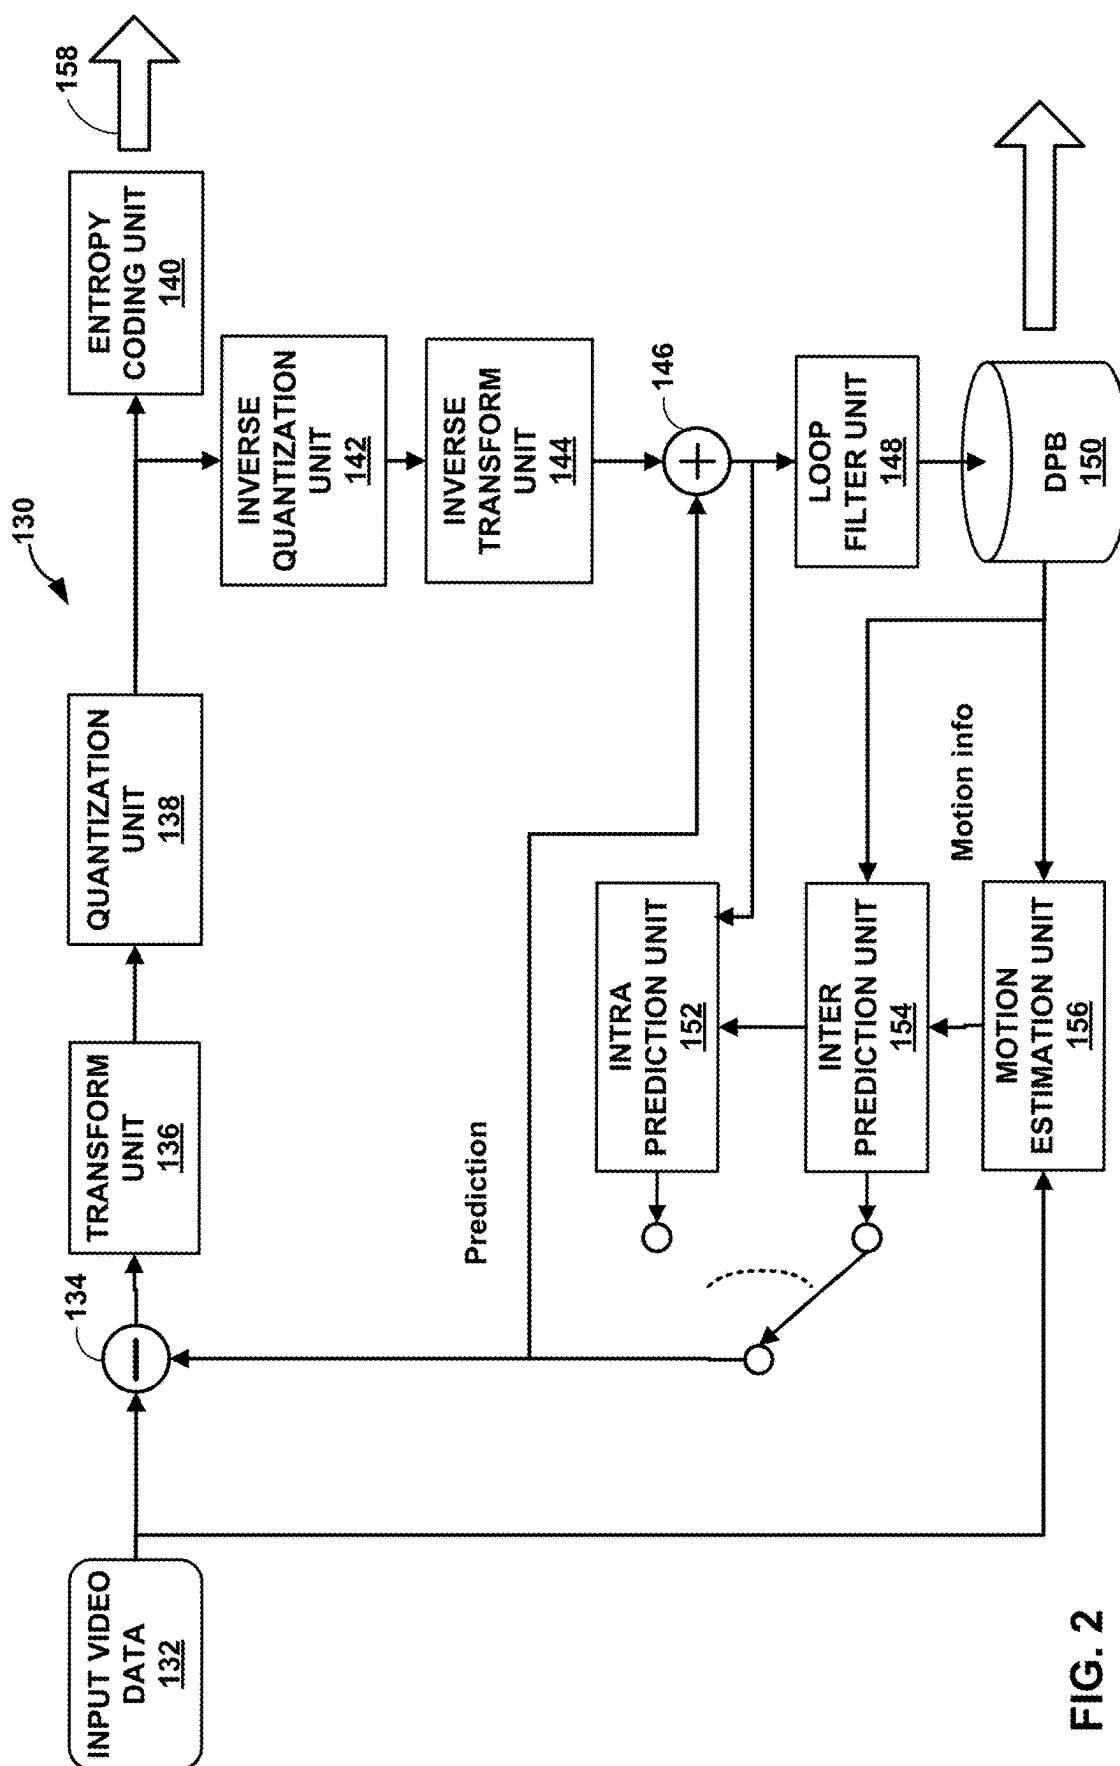 130
INPUT VIDEO
DATA
132
134
TRANSFORM
UNIT
136
QUANTIZATION
UNIT
138
ENTROPY
CODING UNIT
140
158
INVERSE
QUANTIZATION
UNIT
142
INVERSE
TRANSFORM
UNIT
144
146
Prediction
INTRA
PREDICTION UNIT
152
LOOP
FILTER UNIT
148
INTER
PREDICTION UNIT
154
Motion info
MOTION
ESTIMATION UNIT
156
DPB
150
FIG. 2